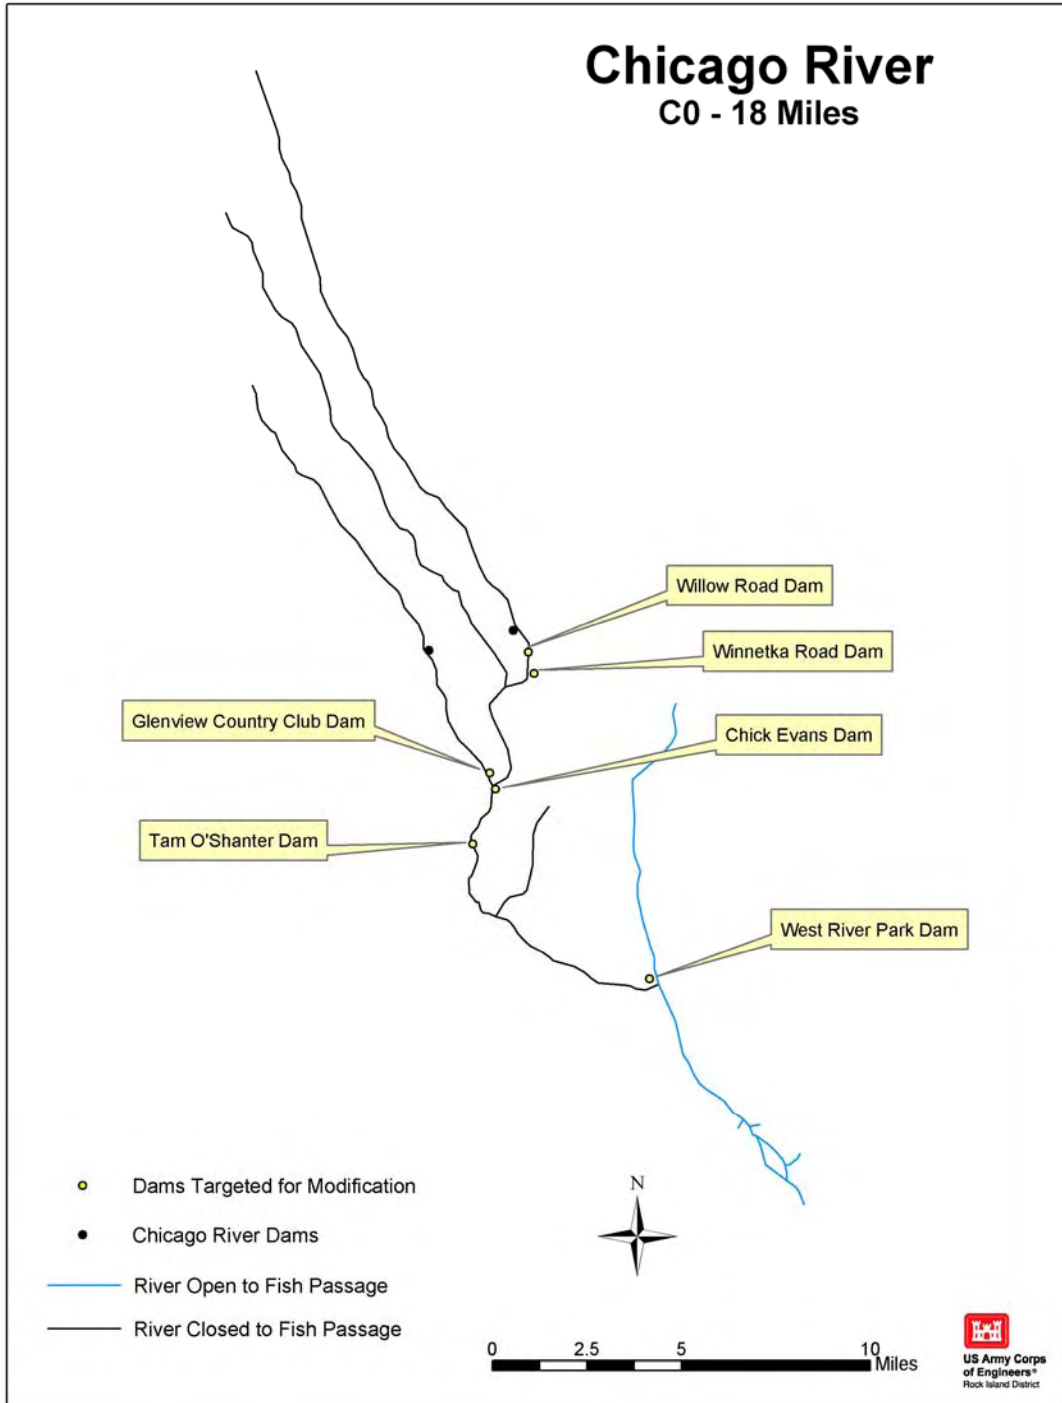 Chicago River
C0 - 18 Miles
Willow Road Dam
Winnetka Road Dam
Glenview Country Club Dam
Chick Evans Dam
Tam O'Shanter Dam
West River Park Dam
Dams Targeted for Modification
Chicago River Dams
River Open to Fish Passage
River Closed to Fish Passage
N
0 2.5 5 10 Miles
US Army Corps
of Engineers®
Rock Island District